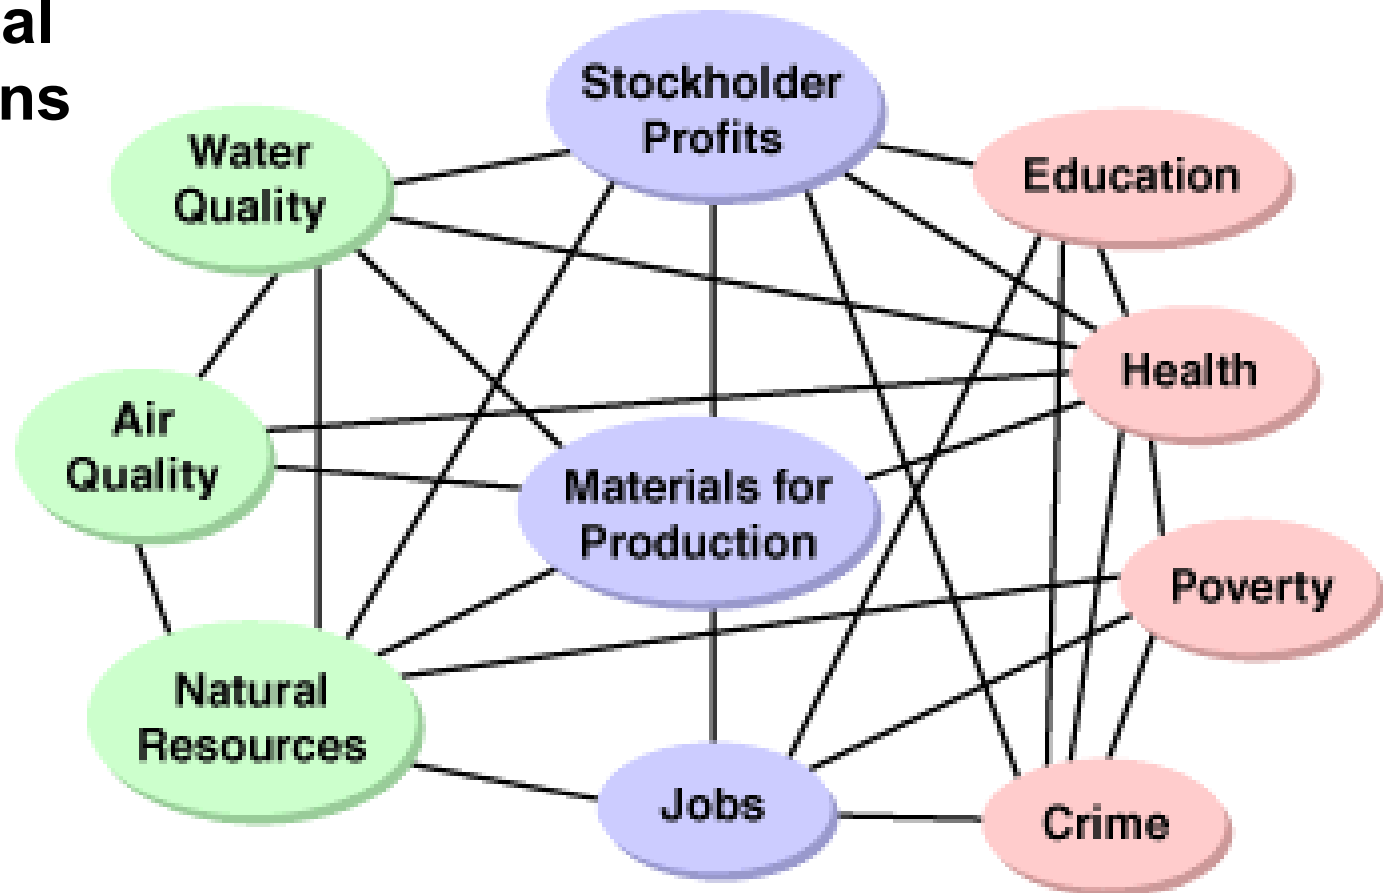 al
ns
Stockholder
Profits
Water
Quality
Education
Health
Air
Quality
Materials for
Production
Poverty
Natural
Resources
Jobs
Crime